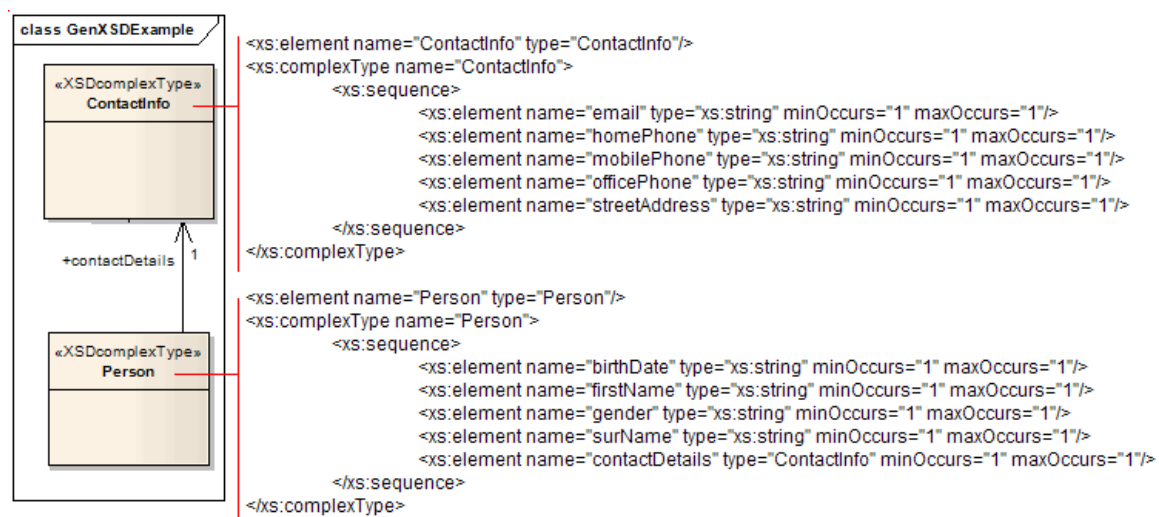 class GenXSDExample
«XSDcomplexType»
ContactInfo
+contactDetails
1
«XSDcomplexType»
Person
<xs:element name="ContactInfo" type="ContactInfo"/>
<xs:complexType name="ContactInfo">
<xs:sequence>
<xs:element name="email" type="xs:string" minOccurs="1" maxOccurs="1"/>
<xs:element name="homePhone" type="xs:string" minOccurs="1" maxOccurs="1"/>
<xs:element name="mobilePhone" type="xs:string" minOccurs="1" maxOccurs="1"/>
<xs:element name="officePhone" type="xs:string" minOccurs="1" maxOccurs="1"/>
<xs:element name="streetAddress" type="xs:string" minOccurs="1" maxOccurs="1"/>
</xs:sequence>
</xs:complexType>
<xs:element name="Person" type="Person"/>
<xs:complexType name="Person">
<xs:sequence>
<xs:element name="birthDate" type="xs:string" minOccurs="1" maxOccurs="1"/>
<xs:element name="firstName" type="xs:string" minOccurs="1" maxOccurs="1"/>
<xs:element name="gender" type="xs:string" minOccurs="1" maxOccurs="1"/>
<xs:element name="surName" type="xs:string" minOccurs="1" maxOccurs="1"/>
<xs:element name="contactDetails" type="ContactInfo" minOccurs="1" maxOccurs="1"/>
</xs:sequence>
</xs:complexType>